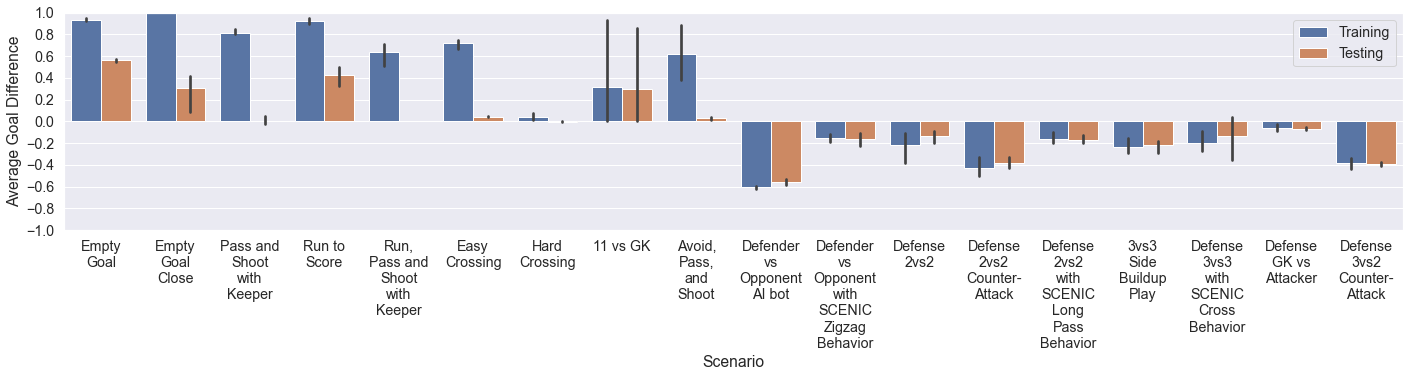 1.0
0.8
0.6
0.4
0.2
0.0
−0.2
−0.4
−0.6
−0.8
−1.0
Average Goal Difference
Training
Testing
Empty
Goal
Empty
Goal
Close
Pass and
Shoot
with
Keeper
Run to
Score
Run,
Pass and
Shoot
with
Keeper
Easy
Crossing
Hard
Crossing
11 vs GK
Avoid,
Pass,
and
Shoot
Defender
vs
Opponent
AI bot
Defender
vs
Opponent
with
SCENIC
Zigzag
Behavior
Defense
2vs2
Defense
2vs2
Counter-
Attack
Defense
2vs2
with
SCENIC
Long
Pass
Behavior
3vs3
Side
Buildup
Play
Defense
3vs3
with
SCENIC
Cross
Behavior
Defense
GK vs
Attacker
Defense
3vs2
Counter-
Attack
Scenario